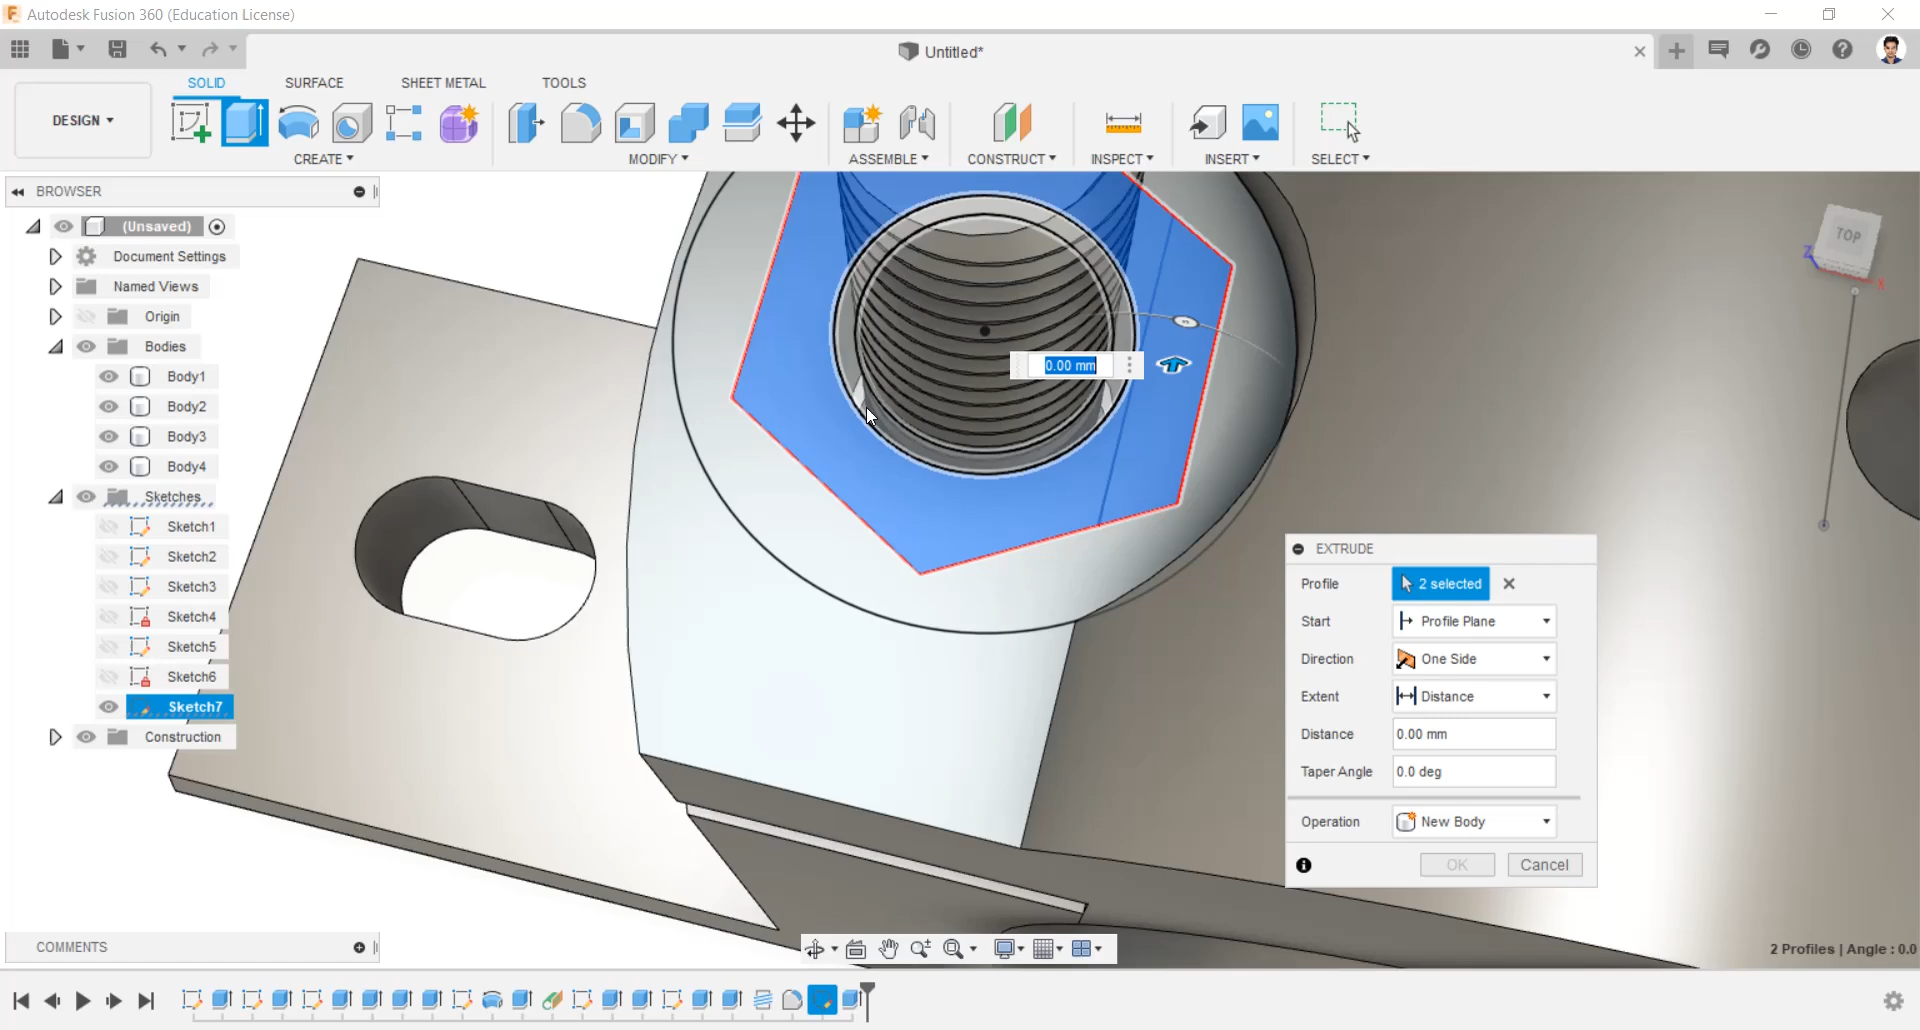 Autodesk Fusion 360 (Education License)
Untitled*
SOLID SURFACE SHEET METAL TOOLS
DESIGN
CREATE MODIFY ASSEMBLE CONSTRUCT INSPECT INSERT SELECT
BROWSER
(Unsaved)
Document Settings
Named Views
Origin
Bodies
Body1
Body2
Body3
Body4
Sketches
Sketch1
Sketch2
Sketch3
Sketch4
Sketch5
Sketch6
Sketch7
Construction
TOP
Z
X
0.00 mm
EXTRUDE
Profile 2 selected
Start Profile Plane
Direction One Side
Extent Distance
Distance 0.00 mm
Taper Angle 0.0 deg
Operation New Body
OK Cancel
COMMENTS
2 Profiles | Angle : 0.0